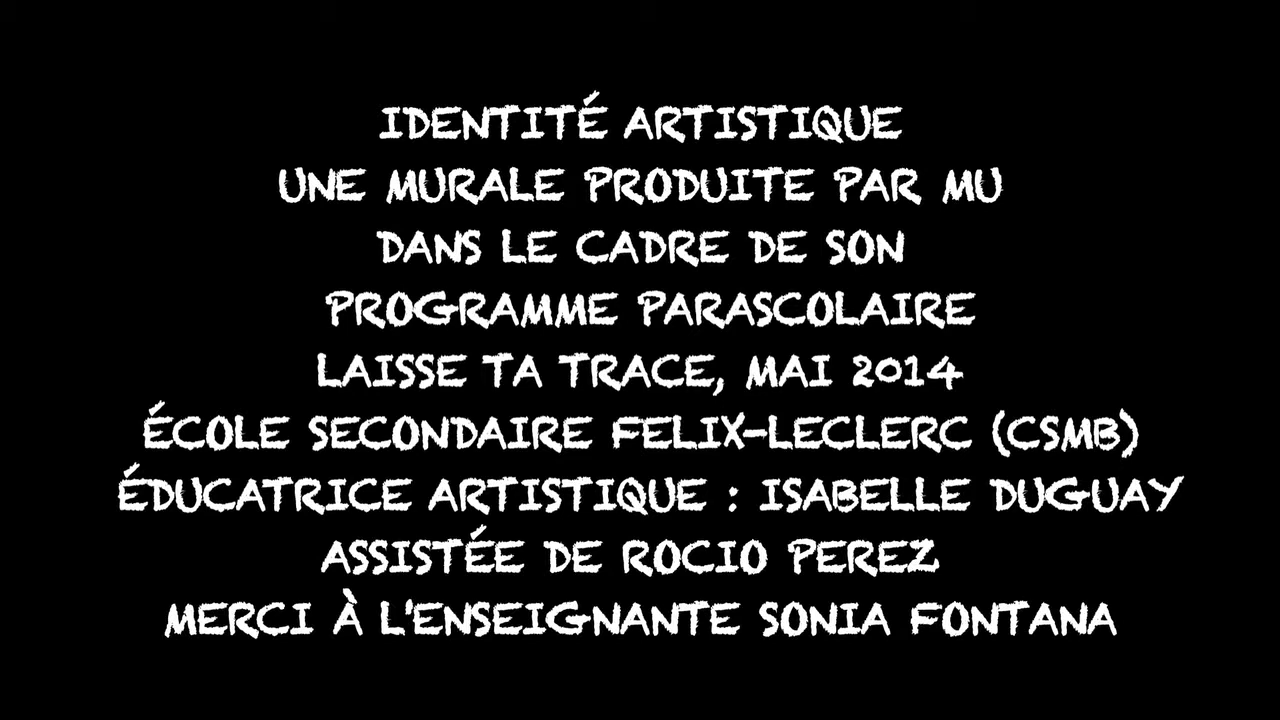 IDENTITÉ ARTISTIQUE
UNE MURALE PRODUITE PAR MU
DANS LE CADRE DE SON
PROGRAMME PARASCOLAIRE
LAISSE TA TRACE, MAI 2014
ÉCOLE SECONDAIRE FELIX-LECLERC (CSMB)
ÉDUCATRICE ARTISTIQUE : ISABELLE DUGUAY
ASSISTÉE DE ROCIO PEREZ
MERCI À L'ENSEIGNANTE SONIA FONTANA